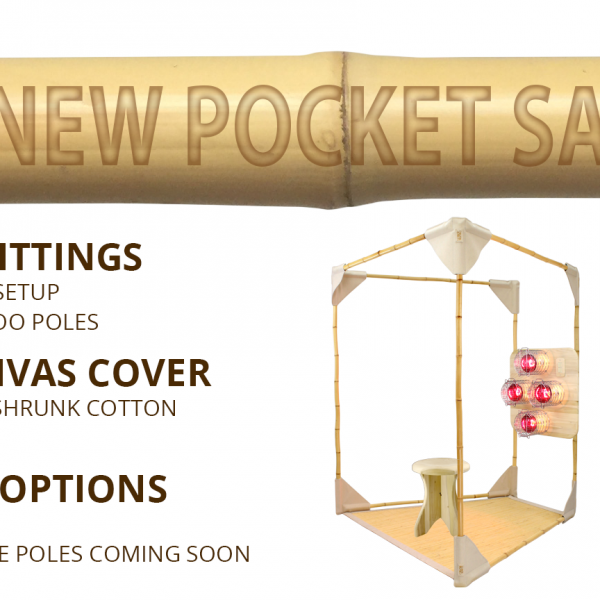 NEW POCKET SA
ITTINGS
SETUP
OO POLES
IVAS COVER
SHRUNK COTTON
OPTIONS
E POLES COMING SOON